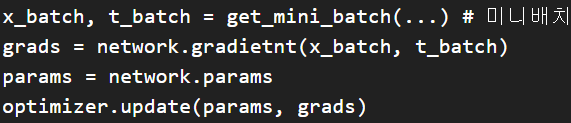 x_batch, t_batch = get_mini_batch(...) # 미니배치
grads = network.gradietnt(x_batch, t_batch)
params = network.params
optimizer.update(params, grads)